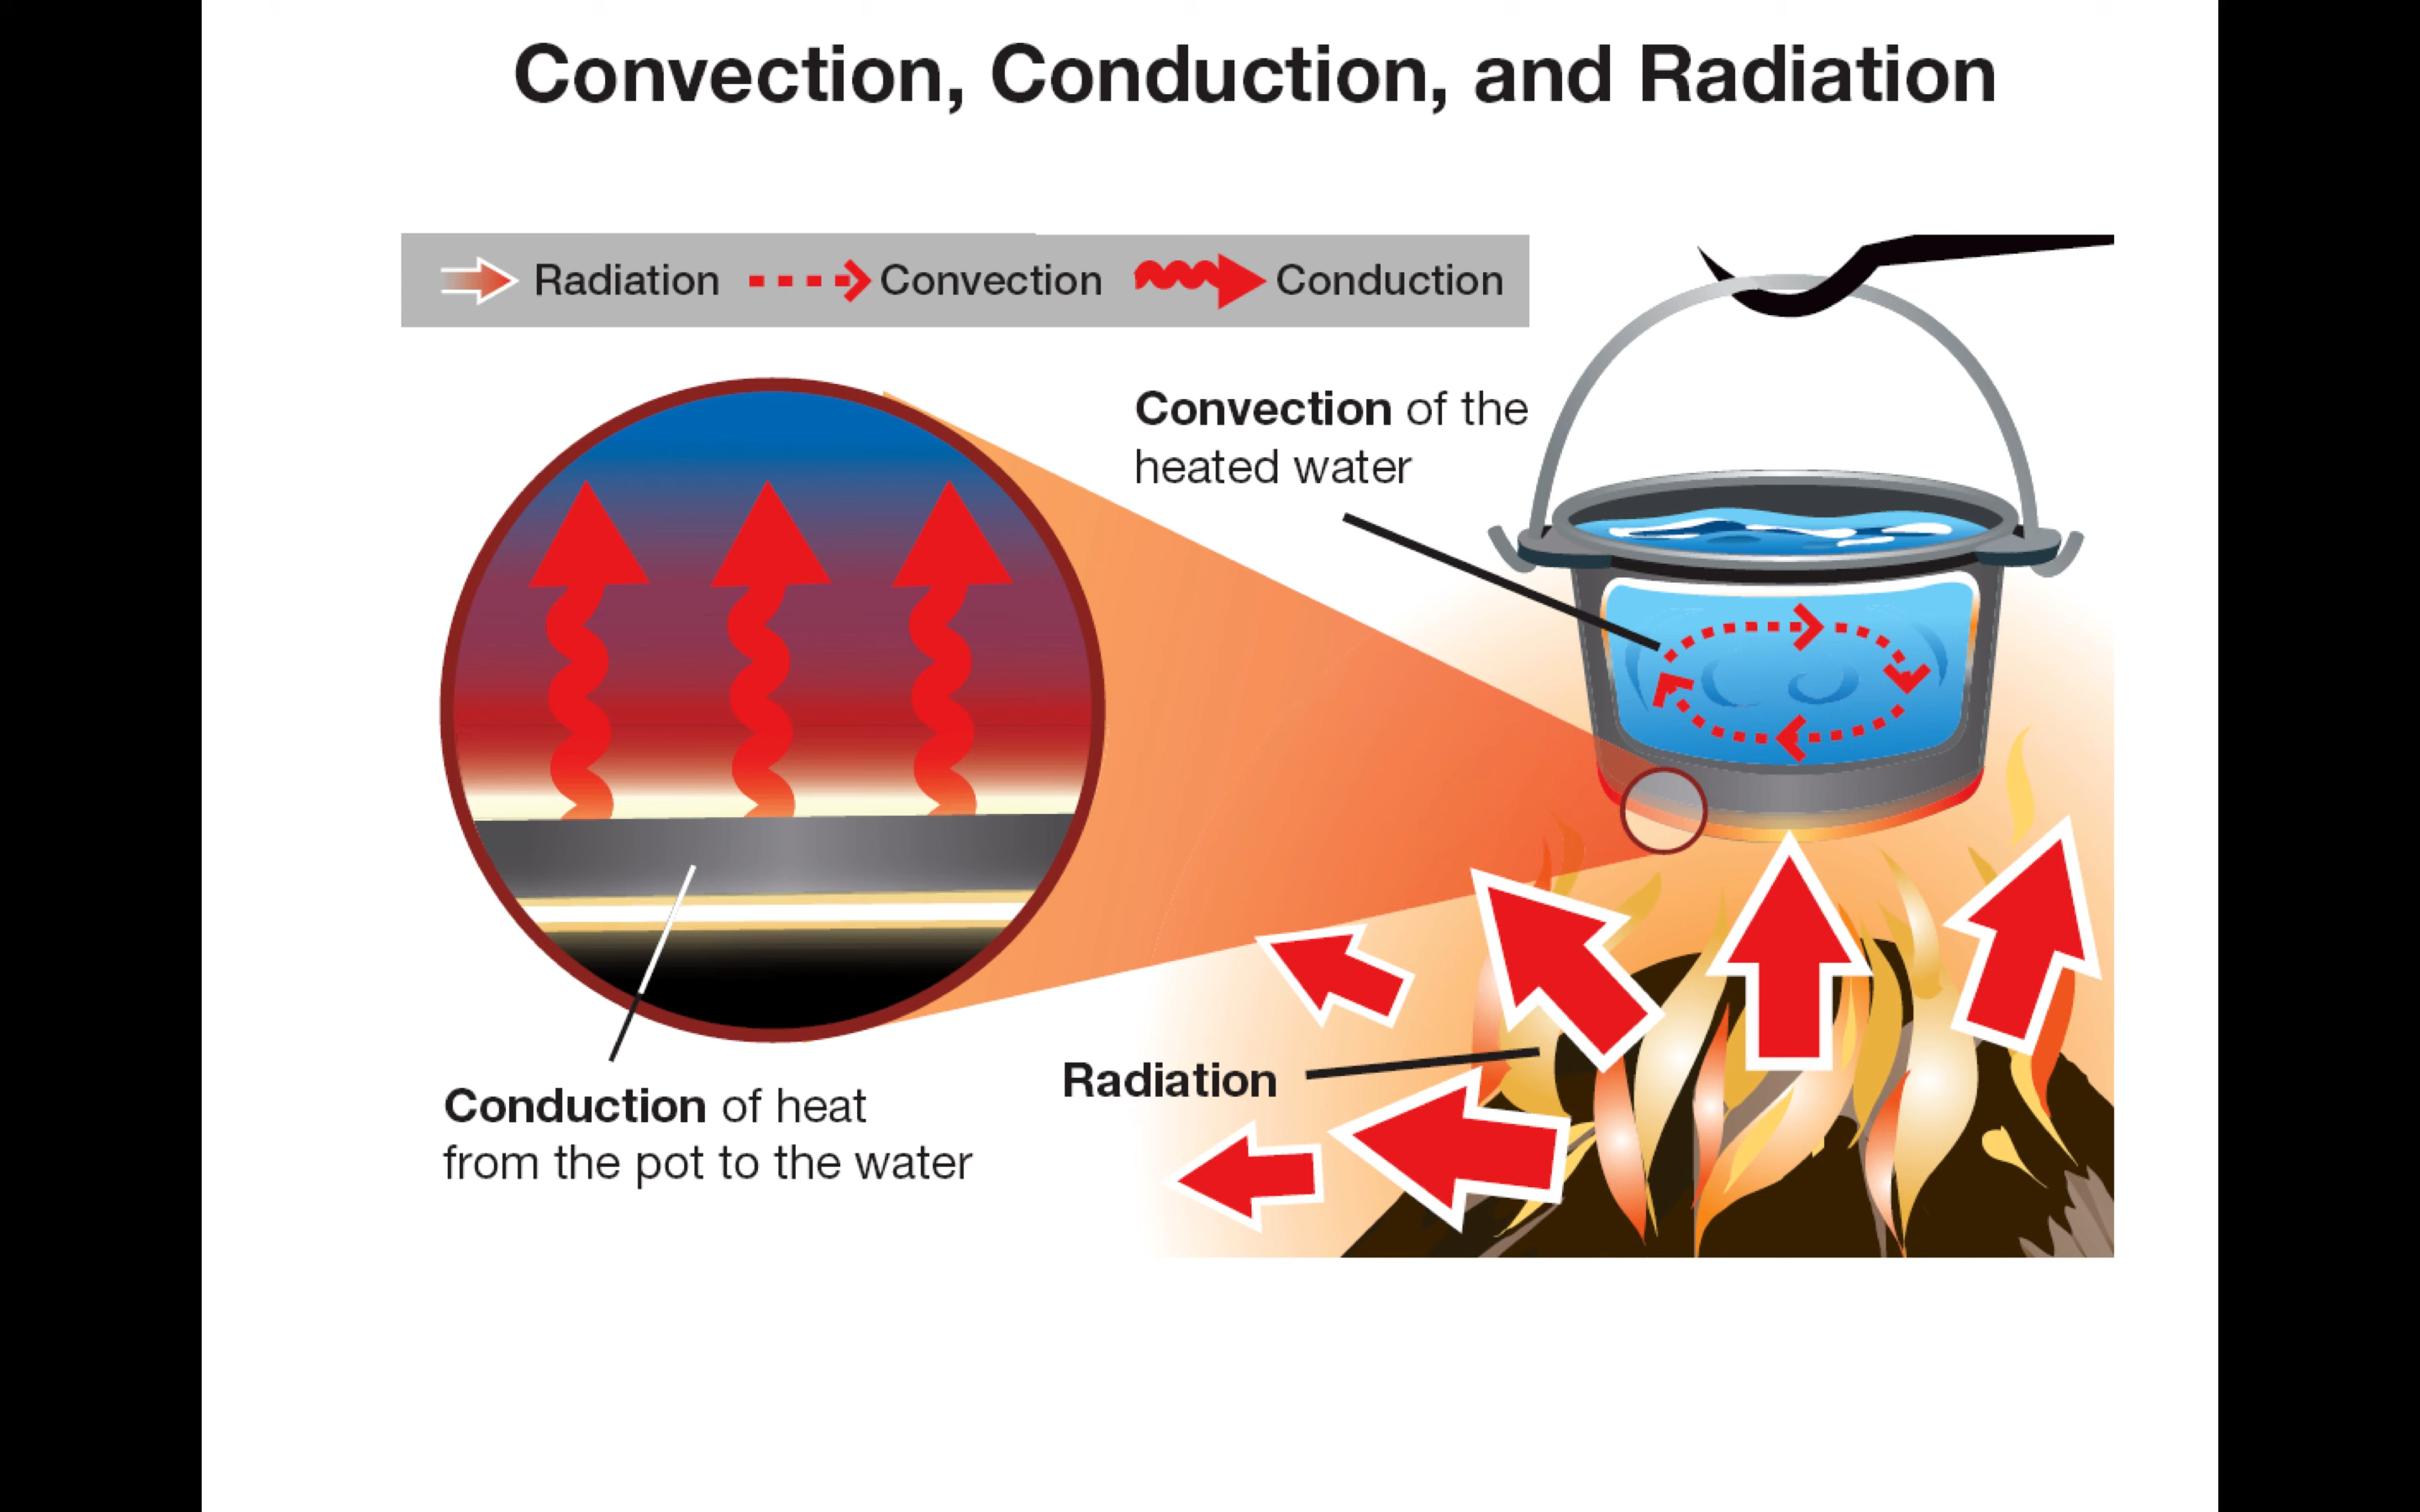 Convection, Conduction, and Radiation
Radiation Convection Conduction
Convection of the
heated water
Radiation
Conduction of heat
from the pot to the water